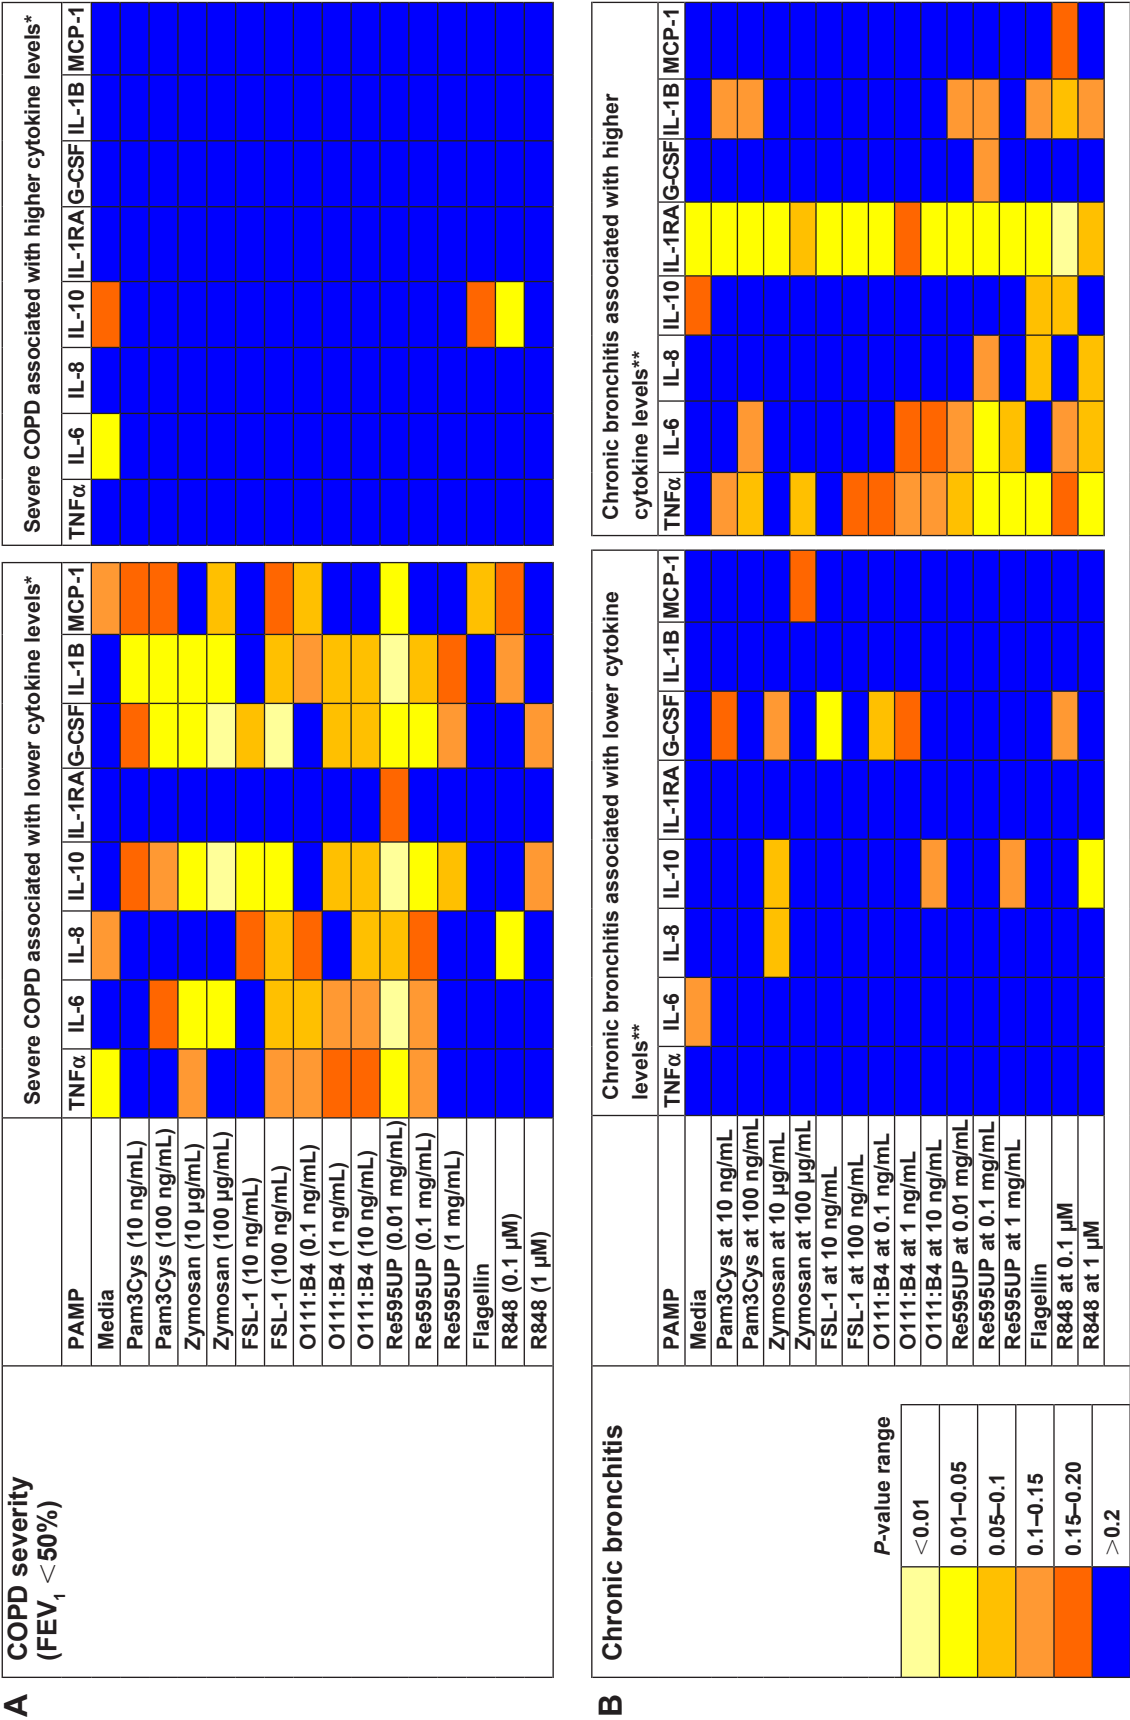 A
COPD severity
(FEV1 <50%)
Severe COPD associated with lower cytokine levels*
Severe COPD associated with higher cytokine levels*
PAMP TNFα IL-6 IL-8 IL-10 IL-1RA G-CSF IL-1B MCP-1 TNFα IL-6 IL-8 IL-10 IL-1RA G-CSF IL-1B MCP-1
Media
Pam3Cys (10 ng/mL)
Pam3Cys (100 ng/mL)
Zymosan (10 µg/mL)
Zymosan (100 µg/mL)
FSL-1 (10 ng/mL)
FSL-1 (100 ng/mL)
O111:B4 (0.1 ng/mL)
O111:B4 (1 ng/mL)
O111:B4 (10 ng/mL)
Re595UP (0.01 mg/mL)
Re595UP (0.1 mg/mL)
Re595UP (1 mg/mL)
Flagellin
R848 (0.1 µM)
R848 (1 µM)
B
Chronic bronchitis
Chronic bronchitis associated with lower cytokine
levels**
Chronic bronchitis associated with higher
cytokine levels**
PAMP TNFα IL-6 IL-8 IL-10 IL-1RA G-CSF IL-1B MCP-1 TNFα IL-6 IL-8 IL-10 IL-1RA G-CSF IL-1B MCP-1
Media
Pam3Cys at 10 ng/mL
Pam3Cys at 100 ng/mL
Zymosan at 10 µg/mL
Zymosan at 100 µg/mL
FSL-1 at 10 ng/mL
FSL-1 at 100 ng/mL
O111:B4 at 0.1 ng/mL
O111:B4 at 1 ng/mL
O111:B4 at 10 ng/mL
Re595UP at 0.01 mg/mL
Re595UP at 0.1 mg/mL
Re595UP at 1 mg/mL
Flagellin
R848 at 0.1 µM
R848 at 1 µM
P-value range
<0.01
0.01–0.05
0.05–0.1
0.1–0.15
0.15–0.20
>0.2